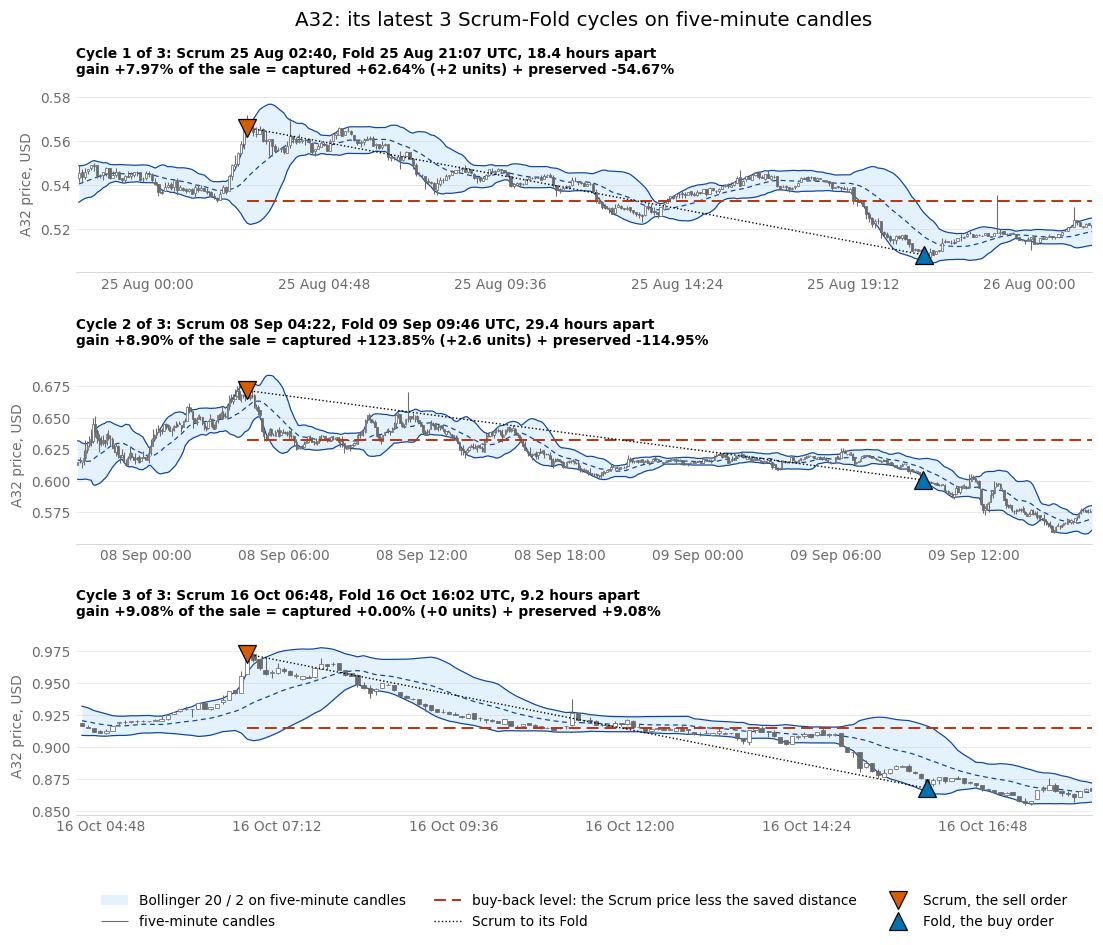 A32: its latest 3 Scrum-Fold cycles on five-minute candles
Cycle 1 of 3: Scrum 25 Aug 02:40, Fold 25 Aug 21:07 UTC, 18.4 hours apart
gain +7.97% of the sale = captured +62.64% (+2 units) + preserved -54.67%
A32 price, USD
0.58
0.56
0.54
0.52
25 Aug 00:00
25 Aug 04:48
25 Aug 09:36
25 Aug 14:24
25 Aug 19:12
26 Aug 00:00
Cycle 2 of 3: Scrum 08 Sep 04:22, Fold 09 Sep 09:46 UTC, 29.4 hours apart
gain +8.90% of the sale = captured +123.85% (+2.6 units) + preserved -114.95%
A32 price, USD
0.675
0.650
0.625
0.600
0.575
08 Sep 00:00
08 Sep 06:00
08 Sep 12:00
08 Sep 18:00
09 Sep 00:00
09 Sep 06:00
09 Sep 12:00
Cycle 3 of 3: Scrum 16 Oct 06:48, Fold 16 Oct 16:02 UTC, 9.2 hours apart
gain +9.08% of the sale = captured +0.00% (+0 units) + preserved +9.08%
A32 price, USD
0.975
0.950
0.925
0.900
0.875
0.850
16 Oct 04:48
16 Oct 07:12
16 Oct 09:36
16 Oct 12:00
16 Oct 14:24
16 Oct 16:48
Bollinger 20 / 2 on five-minute candles
five-minute candles
buy-back level: the Scrum price less the saved distance
Scrum to its Fold
Scrum, the sell order
Fold, the buy order